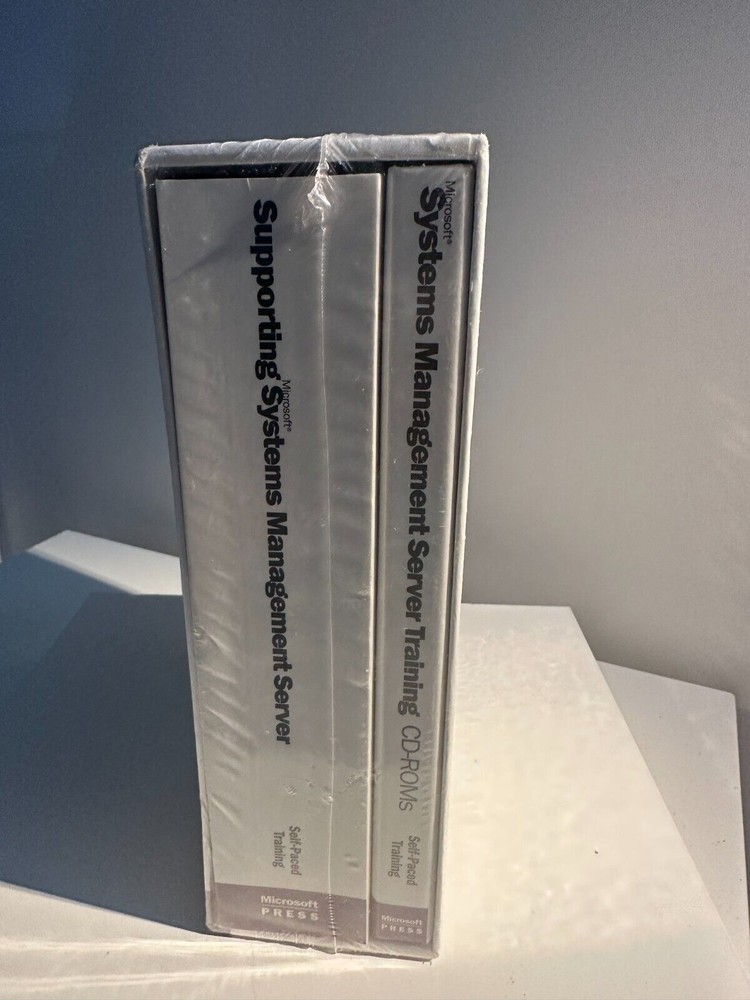 Supporting Microsoft® Systems Management Server
Self-Paced
Training
Microsoft
PRESS
Microsoft®
Systems Management Server Training CD-ROMs
Self-Paced
Training
Microsoft
PRESS